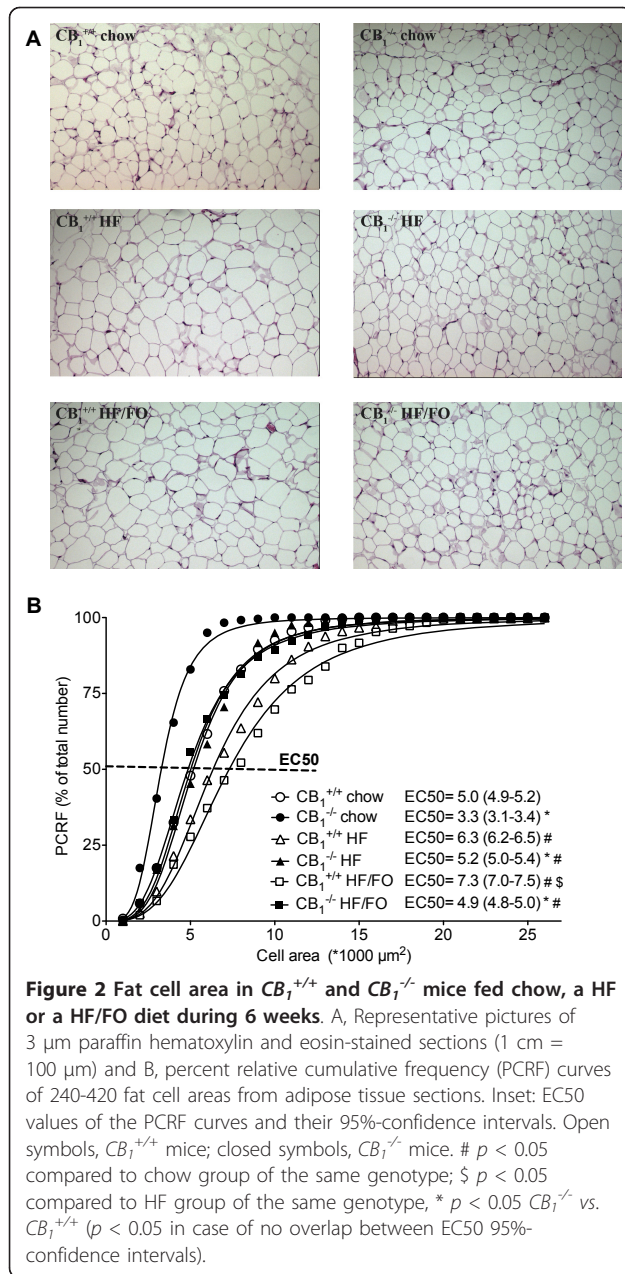 A
CB₁⁺/⁺ chow
CB₁⁻/⁻ chow
CB₁⁺/⁺ HF
CB₁⁻/⁻ HF
CB₁⁺/⁺ HF/FO
CB₁⁻/⁻ HF/FO
B
PCRF (% of total number)
100
75
50
25
0
EC50
CB₁⁺/⁺ chow EC50= 5.0 (4.9-5.2)
CB₁⁻/⁻ chow EC50= 3.3 (3.1-3.4) *
CB₁⁺/⁺ HF EC50= 6.3 (6.2-6.5) #
CB₁⁻/⁻ HF EC50= 5.2 (5.0-5.4) * #
CB₁⁺/⁺ HF/FO EC50= 7.3 (7.0-7.5) # $
CB₁⁻/⁻ HF/FO EC50= 4.9 (4.8-5.0) * #
0 5 10 15 20 25
Cell area (*1000 µm²)
Figure 2 Fat cell area in CB₁⁺/⁺ and CB₁⁻/⁻ mice fed chow, a HF
or a HF/FO diet during 6 weeks. A, Representative pictures of
3 µm paraffin hematoxylin and eosin-stained sections (1 cm =
100 µm) and B, percent relative cumulative frequency (PCRF) curves
of 240-420 fat cell areas from adipose tissue sections. Inset: EC50
values of the PCRF curves and their 95%-confidence intervals. Open
symbols, CB₁⁺/⁺ mice; closed symbols, CB₁⁻/⁻ mice. # p < 0.05
compared to chow group of the same genotype; $ p < 0.05
compared to HF group of the same genotype, * p < 0.05 CB₁⁻/⁻ vs.
CB₁⁺/⁺ (p < 0.05 in case of no overlap between EC50 95%-
confidence intervals).